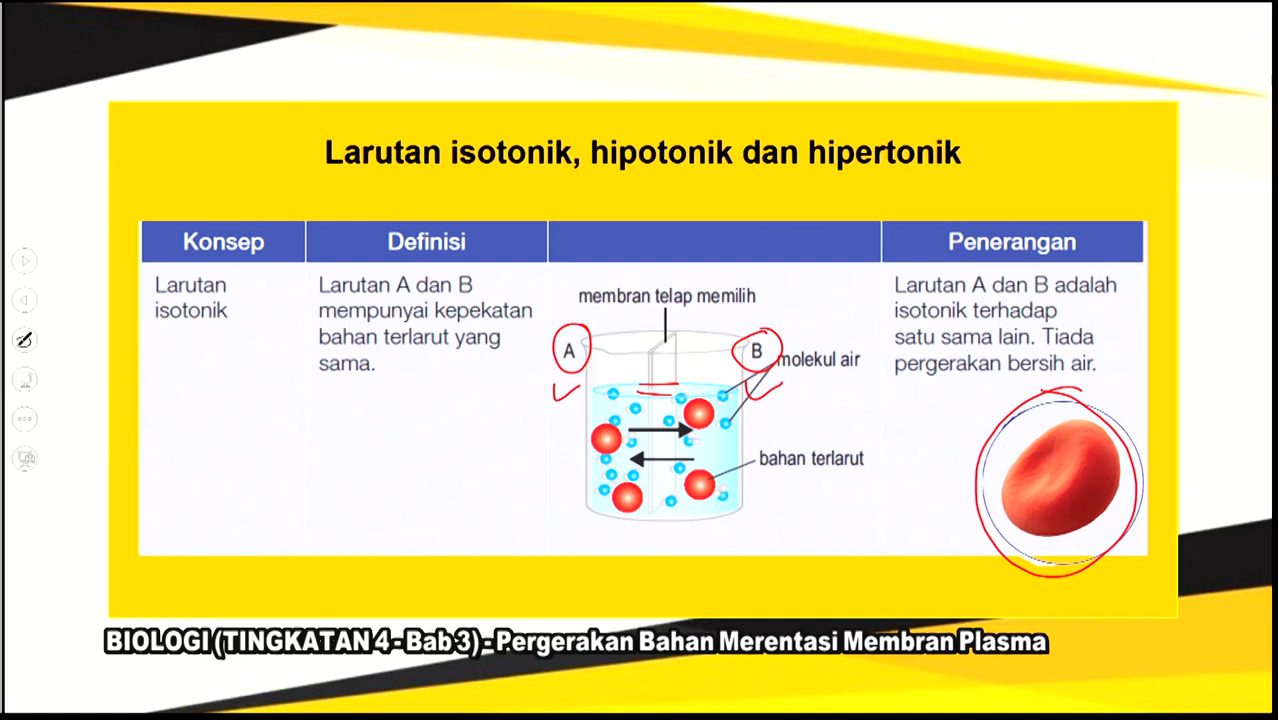 Larutan isotonik, hipotonik dan hipertonik
Konsep
Definisi
Penerangan
Larutan
isotonik
Larutan A dan B
mempunyai kepekatan
bahan terlarut yang
sama.
membran telap memilih
A
B
molekul air
bahan terlarut
Larutan A dan B adalah
isotonik terhadap
satu sama lain. Tiada
pergerakan bersih air.
BIOLOGI (TINGKATAN 4 - Bab 3) - Pergerakan Bahan Merentasi Membran Plasma